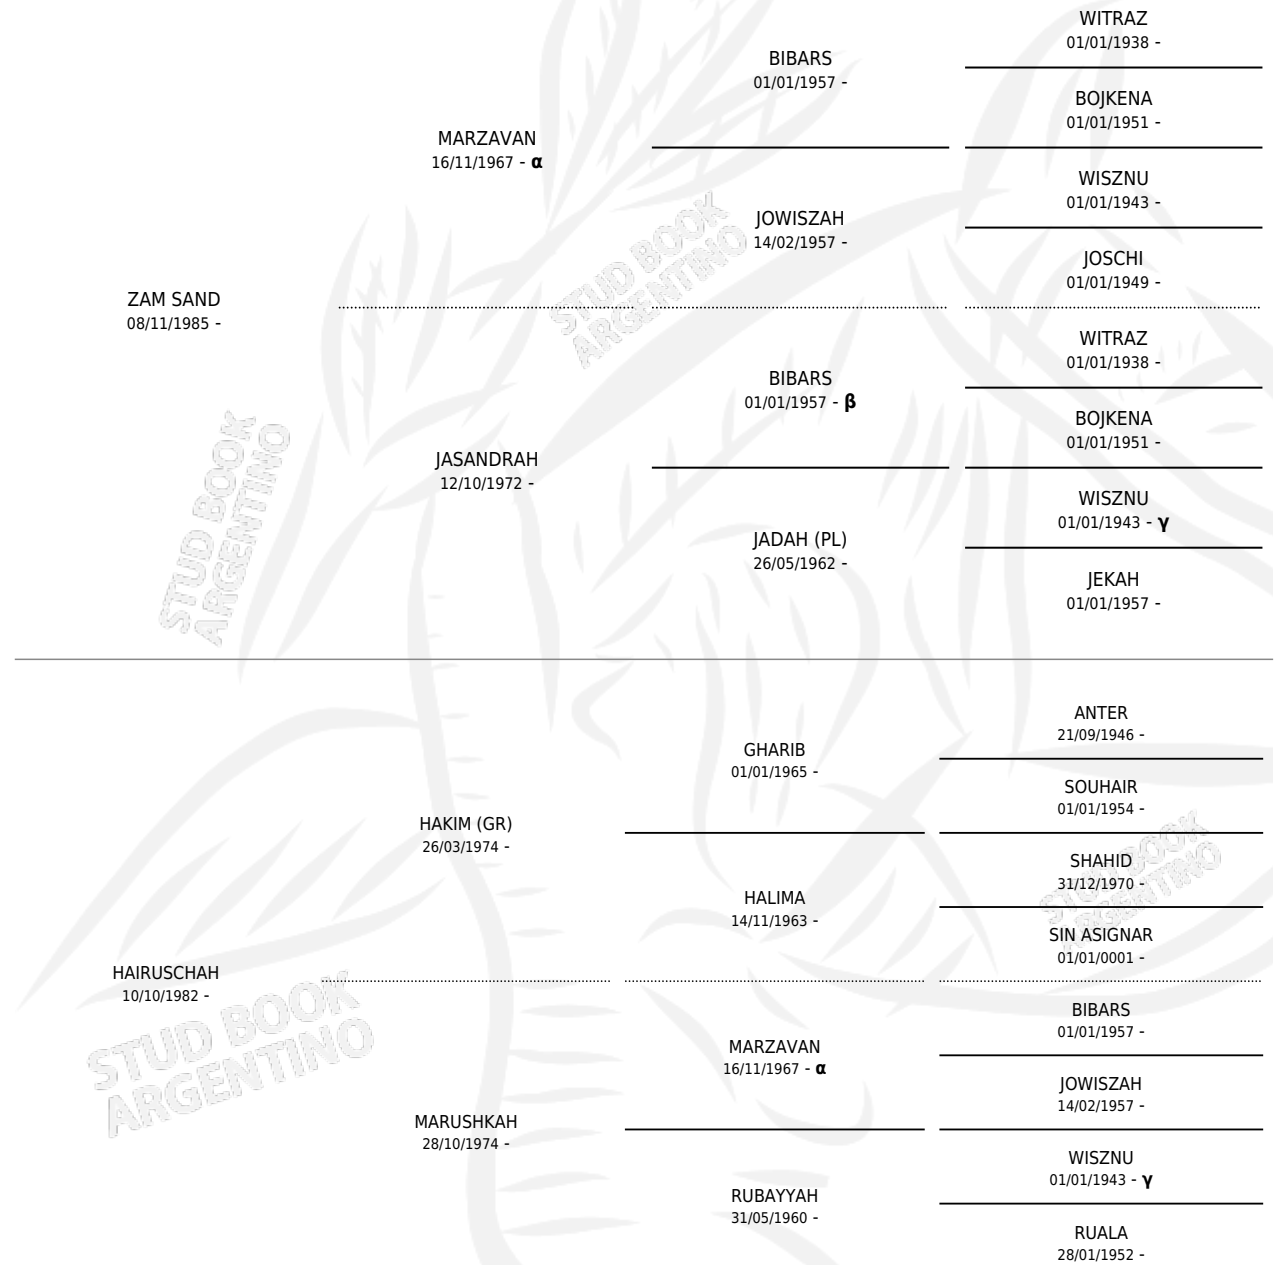 WITRAZ
01/01/1938 -
BIBARS
01/01/1957 -
BOJKENA
01/01/1951 -
MARZAVAN
16/11/1967 - α
WISZNU
01/01/1943 -
JOWISZAH
14/02/1957 -
JOSCHI
01/01/1949 -
STUD BOOK
ARGENTINO
ZAM SAND
08/11/1985 -
WITRAZ
01/01/1938 -
BIBARS
01/01/1957 - β
BOJKENA
01/01/1951 -
JASANDRAH
12/10/1972 -
WISZNU
01/01/1943 - γ
JADAH (PL)
26/05/1962 -
JEKAH
01/01/1957 -
STUD BOOK
ARGENTINO
ANTER
21/09/1946 -
GHARIB
01/01/1965 -
SOUHAIR
01/01/1954 -
HAKIM (GR)
26/03/1974 -
SHAHID
31/12/1970 -
HALIMA
14/11/1963 -
SIN ASIGNAR
01/01/0001 -
STUD BOOK
ARGENTINO
HAIRUSCHAH
10/10/1982 -
BIBARS
01/01/1957 -
MARZAVAN
16/11/1967 - α
JOWISZAH
14/02/1957 -
STUD BOOK
ARGENTINO
MARUSHKAH
28/10/1974 -
WISZNU
01/01/1943 - γ
RUBAYYAH
31/05/1960 -
RUALA
28/01/1952 -